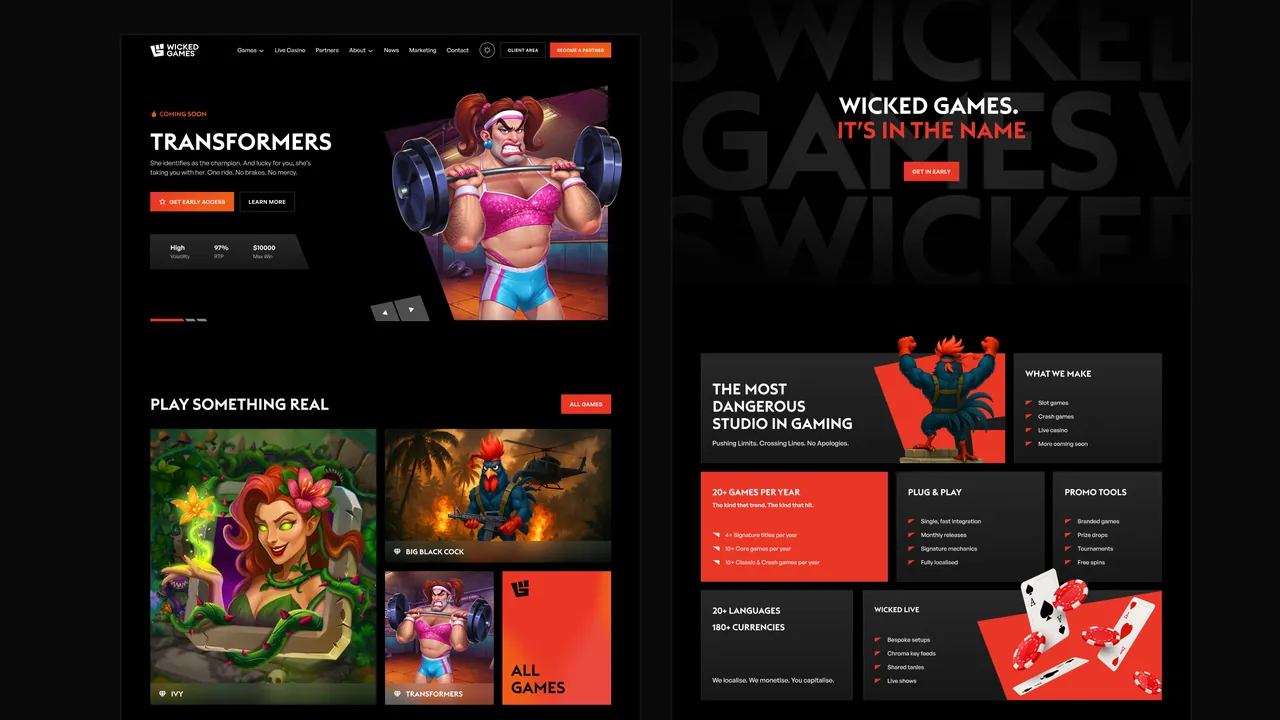 WICKED
GAMES
Games
Live Casino
Partners
About
News
Marketing
Contact
CLIENT AREA
BECOME A PARTNER
COMING SOON
TRANSFORMERS
She identifies as the champion. And lucky for you, she's
taking you with her. One ride. No brakes. No mercy.
GET EARLY ACCESS
LEARN MORE
High
Volatility
97%
RTP
$10000
Max Win
PLAY SOMETHING REAL
ALL GAMES
IVY
BIG BLACK COCK
TRANSFORMERS
ALL
GAMES
S WICKED
GAMES W
S WICKED
WICKED GAMES.
IT'S IN THE NAME
GET IN EARLY
THE MOST
DANGEROUS
STUDIO IN GAMING
Pushing Limits. Crossing Lines. No Apologies.
WHAT WE MAKE
Slot games
Crash games
Live casino
More coming soon
20+ GAMES PER YEAR
The kind that trend. The kind that hit.
4+ Signature titles per year
10+ Core games per year
10+ Classic & Crash games per year
PLUG & PLAY
Single, fast integration
Monthly releases
Signature mechanics
Fully localised
PROMO TOOLS
Branded games
Prize drops
Tournaments
Free spins
20+ LANGUAGES
180+ CURRENCIES
We localise. We monetise. You capitalise.
WICKED LIVE
Bespoke setups
Chroma key feeds
Shared tables
Live shows
A